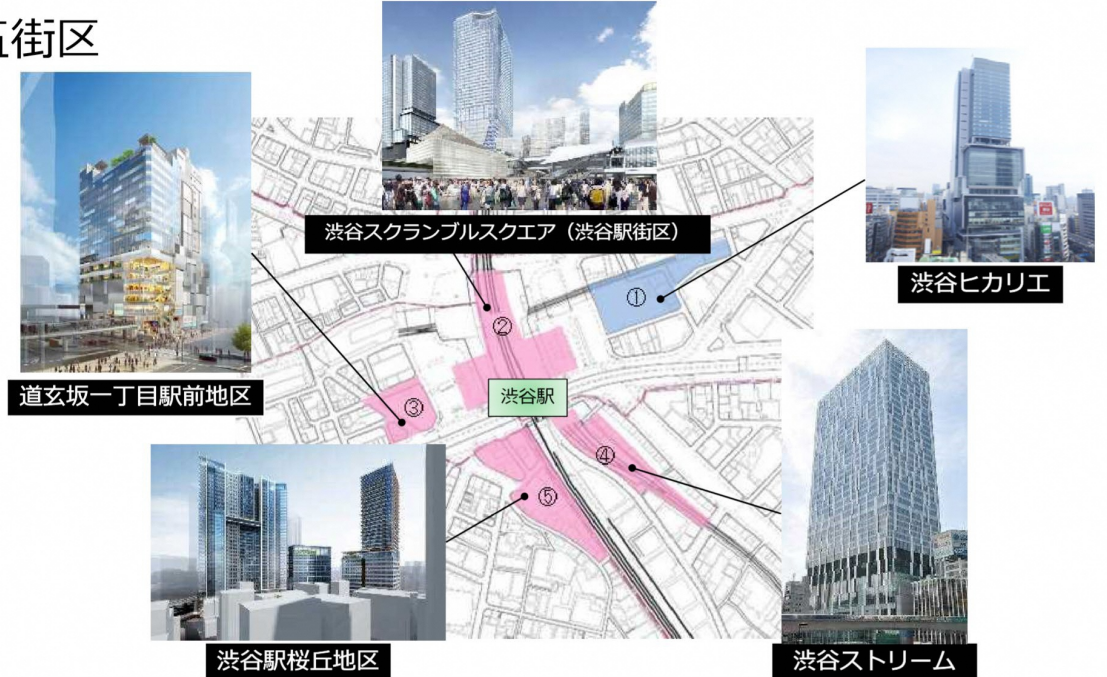 五街区
渋谷スクランブルスクエア（渋谷駅街区）
渋谷ヒカリエ
道玄坂一丁目駅前地区
①
②
渋谷駅
③
④
⑤
渋谷駅桜丘地区
渋谷ストリーム